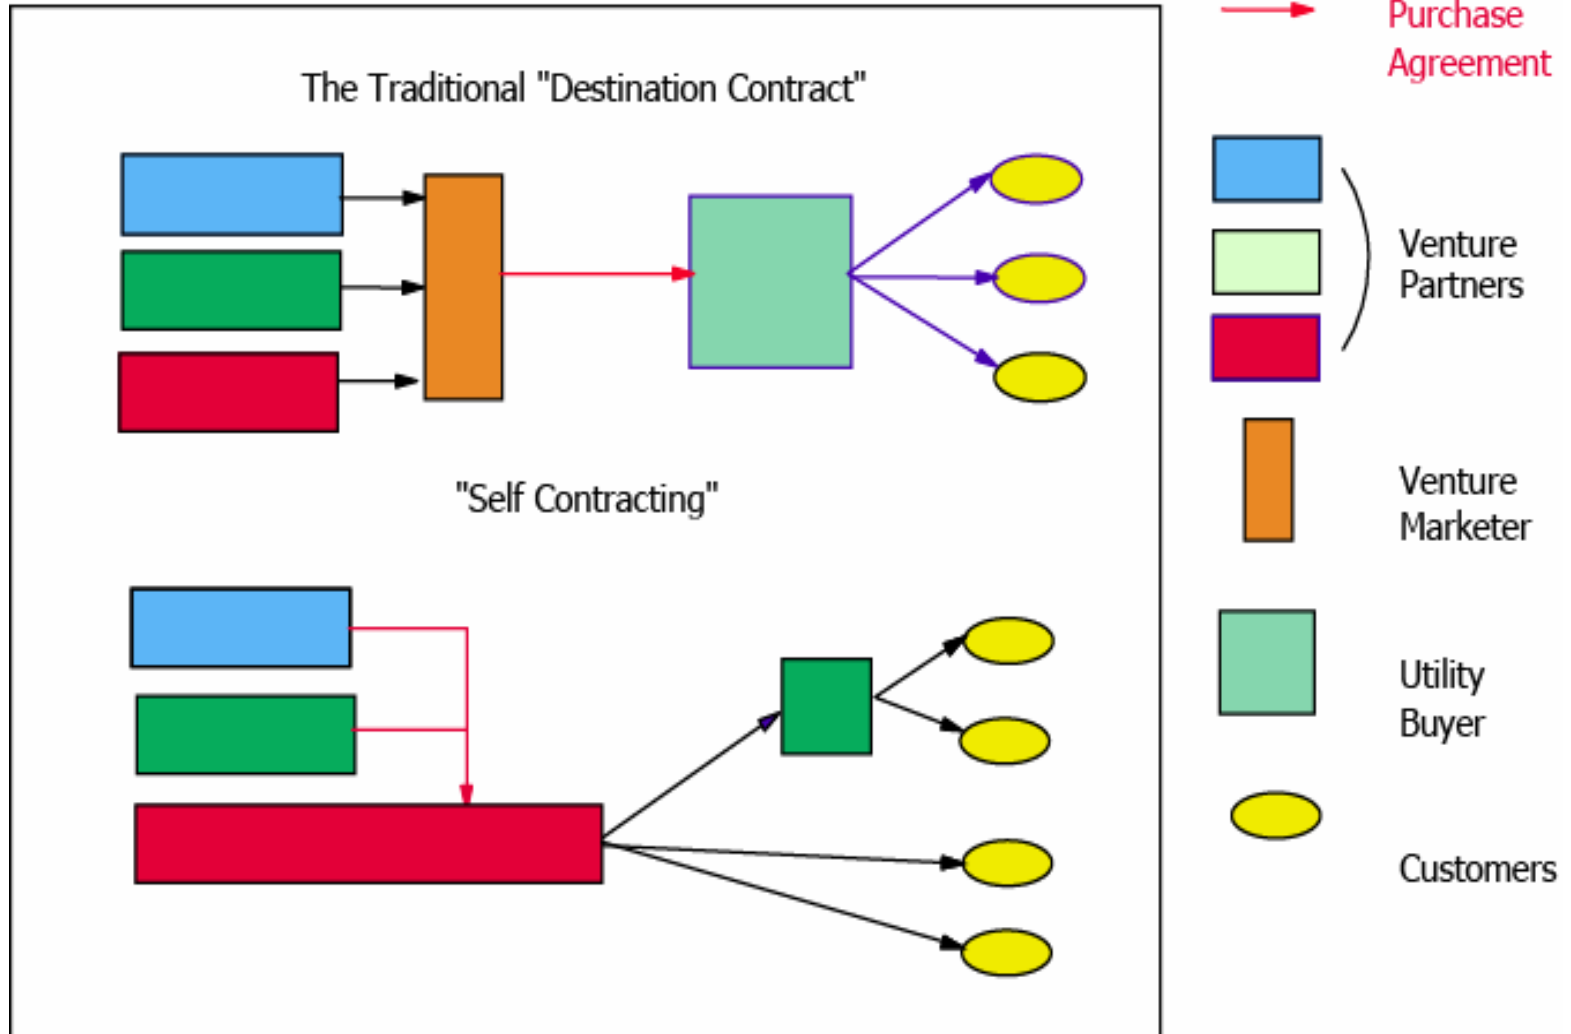 The Traditional "Destination Contract"
"Self Contracting"
Purchase
Agreement
Venture
Partners
Venture
Marketer
Utility
Buyer
Customers